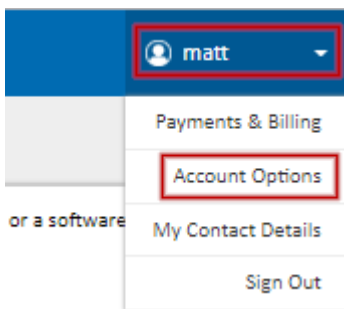 matt
Payments & Billing
Account Options
or a software
My Contact Details
Sign Out